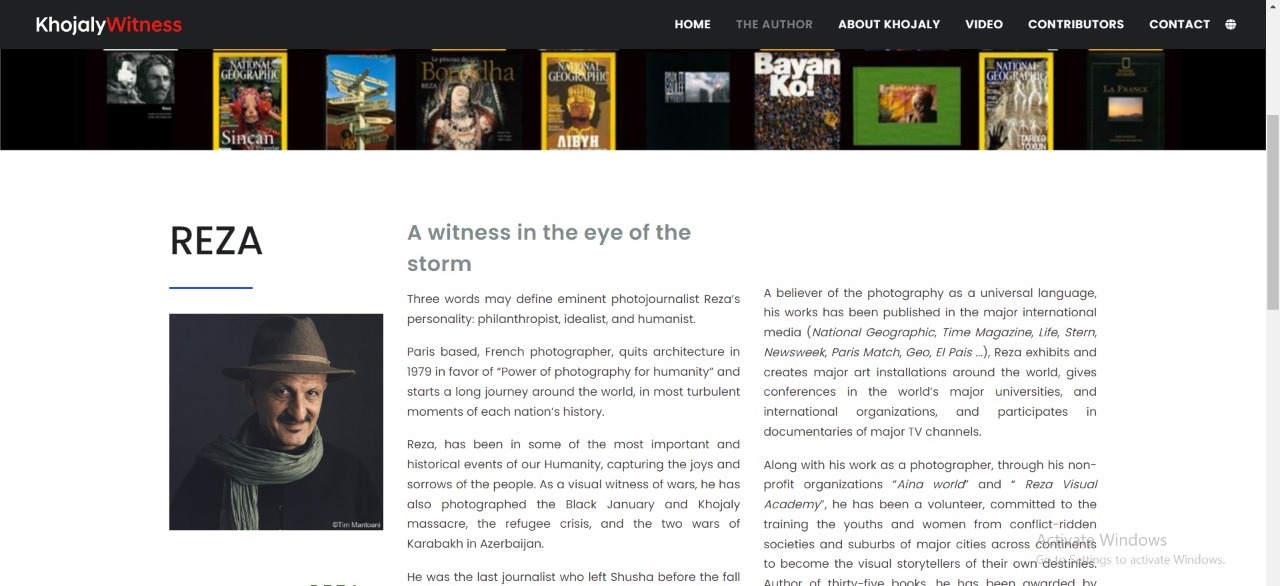 KhojalyWitness
HOME THE AUTHOR ABOUT KHOJALY VIDEO CONTRIBUTORS CONTACT
NATIONAL GEOGRAPHIC
Sincan
REZA
NATIONAL GEOGRAPHIC
Bayan Ko!
NATIONAL GEOGRAPHIC
LA FRANCE
REZA
©Tim Mantoani
A witness in the eye of the
storm
Three words may define eminent photojournalist Reza’s
personality: philanthropist, idealist, and humanist.
Paris based, French photographer, quits architecture in
1979 in favor of “Power of photography for humanity” and
starts a long journey around the world, in most turbulent
moments of each nation’s history.
Reza, has been in some of the most important and
historical events of our Humanity, capturing the joys and
sorrows of the people. As a visual witness of wars, he has
also photographed the Black January and Khojaly
massacre, the refugee crisis, and the two wars of
Karabakh in Azerbaijan.
He was the last journalist who left Shusha before the fall
A believer of the photography as a universal language,
his works has been published in the major international
media (National Geographic, Time Magazine, Life, Stern,
Newsweek, Paris Match, Geo, El Pais ...), Reza exhibits and
creates major art installations around the world, gives
conferences in the world’s major universities, and
international organizations, and participates in
documentaries of major TV channels.
Along with his work as a photographer, through his non-
profit organizations “Aina world” and “ Reza Visual
Academy”, he has been a volunteer, committed to the
training the youths and women from conflict-ridden
societies and suburbs of major cities across continents
to become the visual storytellers of their own destinies.
Author of thirty-five books, he has been awarded by
Activate Windows
Go to Settings to activate Windows.